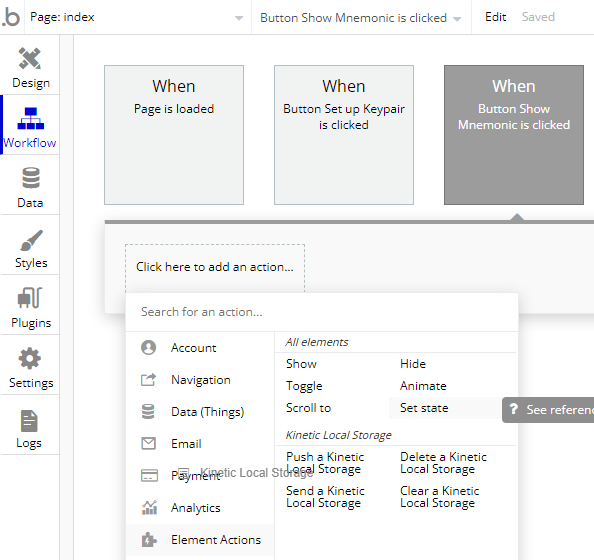 .b
Page: index
Button Show Mnemonic is clicked
Edit
Saved
Design
Workflow
Data
Styles
Plugins
Settings
Logs
When
Page is loaded
When
Button Set up Keypair
is clicked
When
Button Show
Mnemonic is clicked
Click here to add an action...
Search for an action...
Account
Navigation
Data (Things)
Email
Payment
Kinetic Local Storage
Analytics
Element Actions
All elements
Show
Hide
Toggle
Animate
Scroll to
Set state
? See referenc
Kinetic Local Storage
Push a Kinetic
Local Storage
Delete a Kinetic
Local Storage
Send a Kinetic
Local Storage
Clear a Kinetic
Local Storage